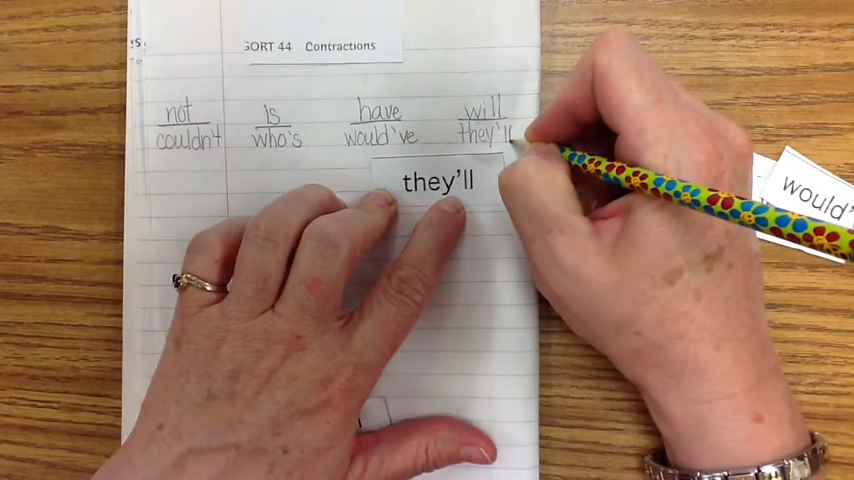 SORT 44 Contractions
not is have will
couldn't who's would've they'll
they'll
would'